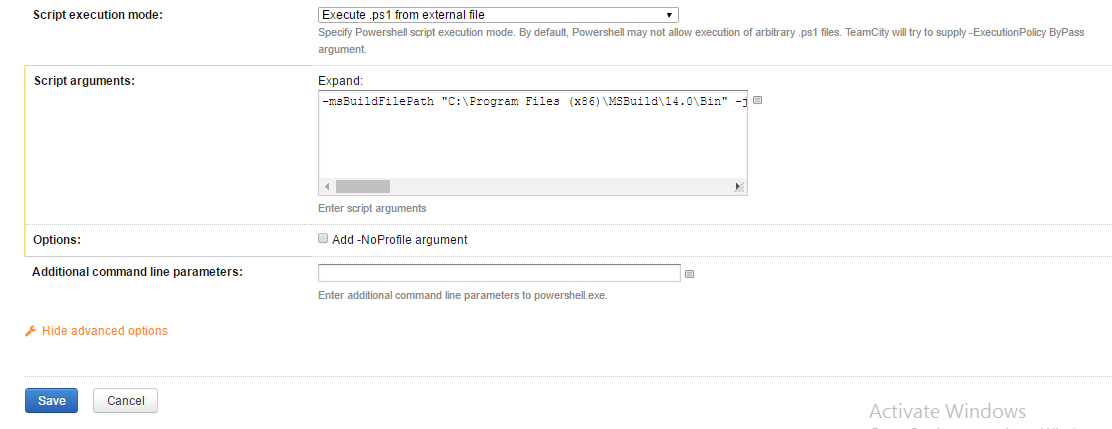 Script execution mode:
Execute .ps1 from external file
Specify Powershell script execution mode. By default, Powershell may not allow execution of arbitrary .ps1 files. TeamCity will try to supply -ExecutionPolicy ByPass
argument.
Script arguments:
Expand:
-msBuildFilePath "C:\Program Files (x86)\MSBuild\14.0\Bin" -j
Enter script arguments
Options:
Add -NoProfile argument
Additional command line parameters:
Enter additional command line parameters to powershell.exe.
Hide advanced options
Save
Cancel
Activate Windows